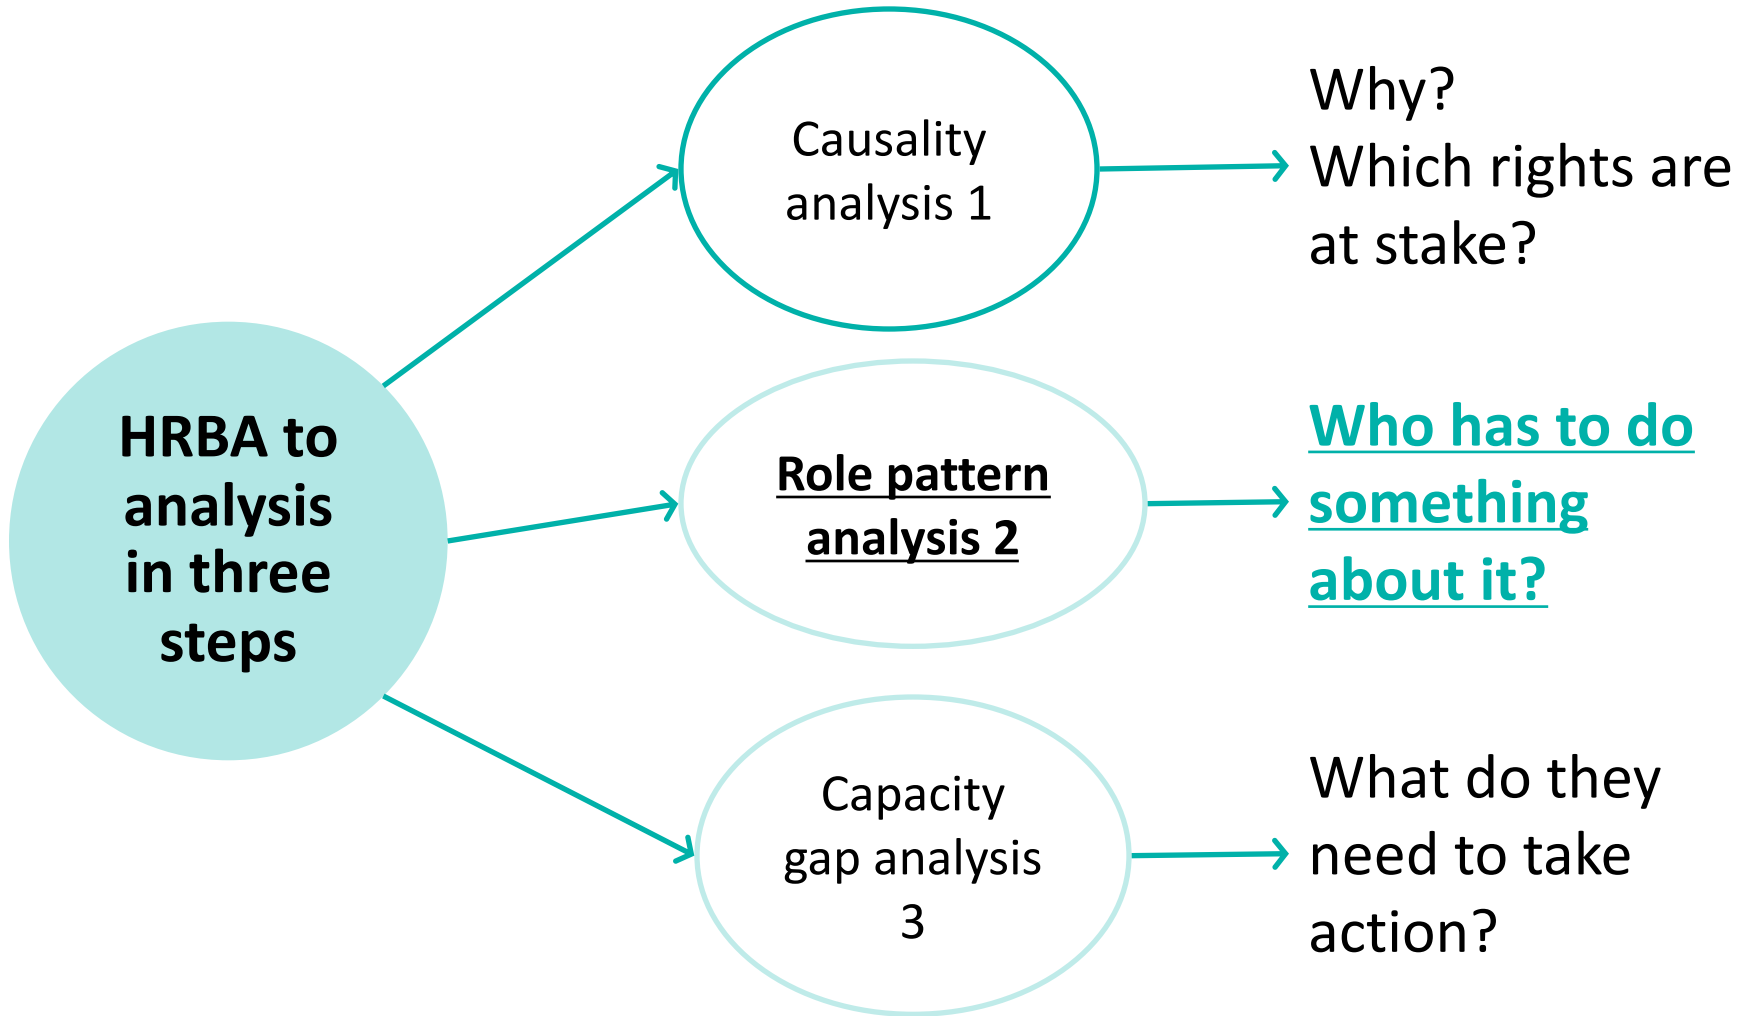 HRBA to
analysis
in three
steps
Causality
analysis 1
Why?
Which rights are
at stake?
Role pattern
analysis 2
Who has to do
something
about it?
Capacity
gap analysis
3
What do they
need to take
action?